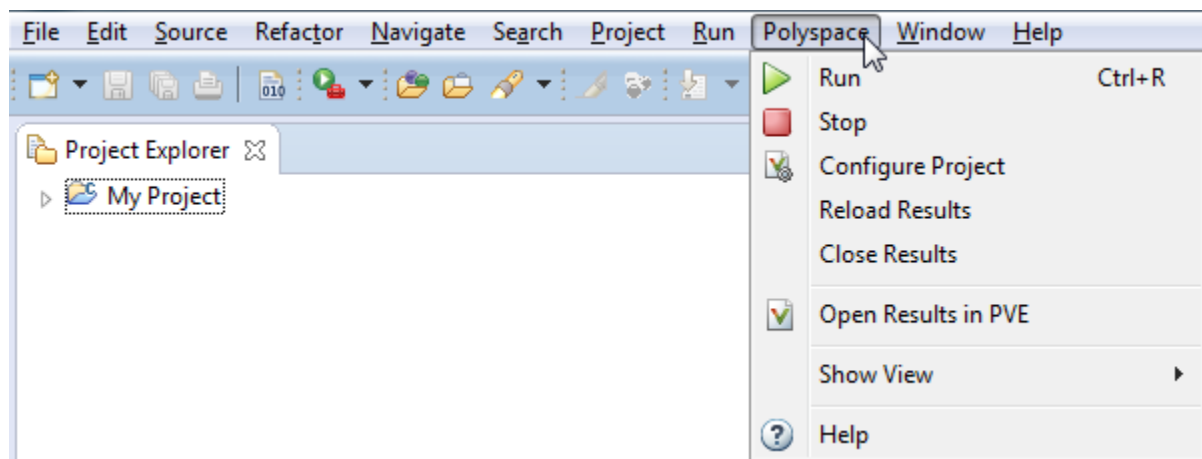 File Edit Source Refactor Navigate Search Project Run Polyspace Window Help
010
Project Explorer
My Project
Run Ctrl+R
Stop
Configure Project
Reload Results
Close Results
Open Results in PVE
Show View
Help